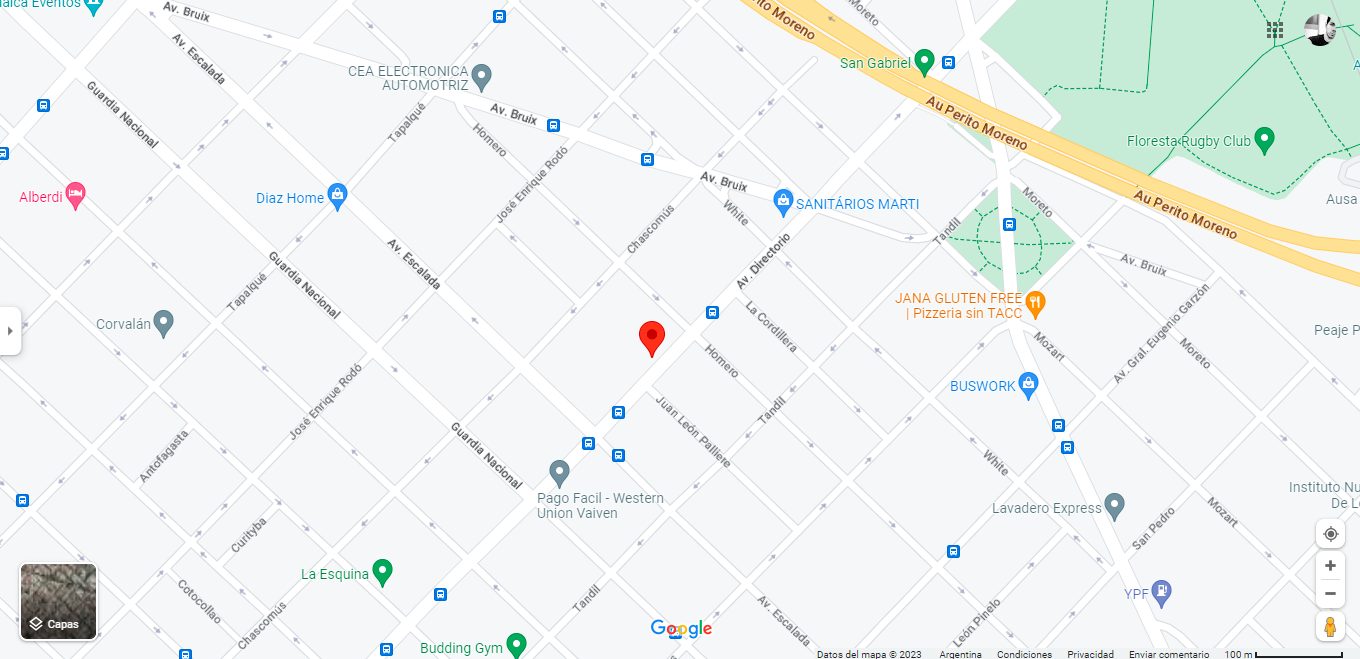 alca Eventos
Av. Bruix
Av. Escalada
Moreto
ito Moreno
San Gabriel
CEA ELECTRONICA
AUTOMOTRIZ
Guardia Nacional
Tapalqué
Av. Bruix
Homero
José Enrique Rodó
Au Perito Moreno
Floresta Rugby Club
Alberdi
Diaz Home
Av. Bruix
White
SANITÁRIOS MARTI
Moreto
Au Perito Moreno
Ausa
Chascomús
Tandil
Av. Escalada
Guardia Nacional
Av. Directorio
Av. Bruix
Tapalqué
JANA GLUTEN FREE
| Pizzeria sin TACC
Corvalán
La Cordillera
Av. Gral. Eugenio Garzón
Peaje P
Mozart
Moreto
Homero
José Enrique Rodó
BUSWORK
Juan León Palliere
Tandil
Guardia Nacional
Antofagasta
White
Pago Facil - Western
Union Vaiven
Instituto Nu
De Lo
Lavadero Express
Mozart
San Pedro
Curityba
La Esquina
Cotocollao
Chascomús
Tandil
Av. Escalada
León Pinelo
YPF
Capas
Google
Budding Gym
Datos del mapa © 2023
Argentina
Condiciones
Privacidad
Enviar comentario
100 m